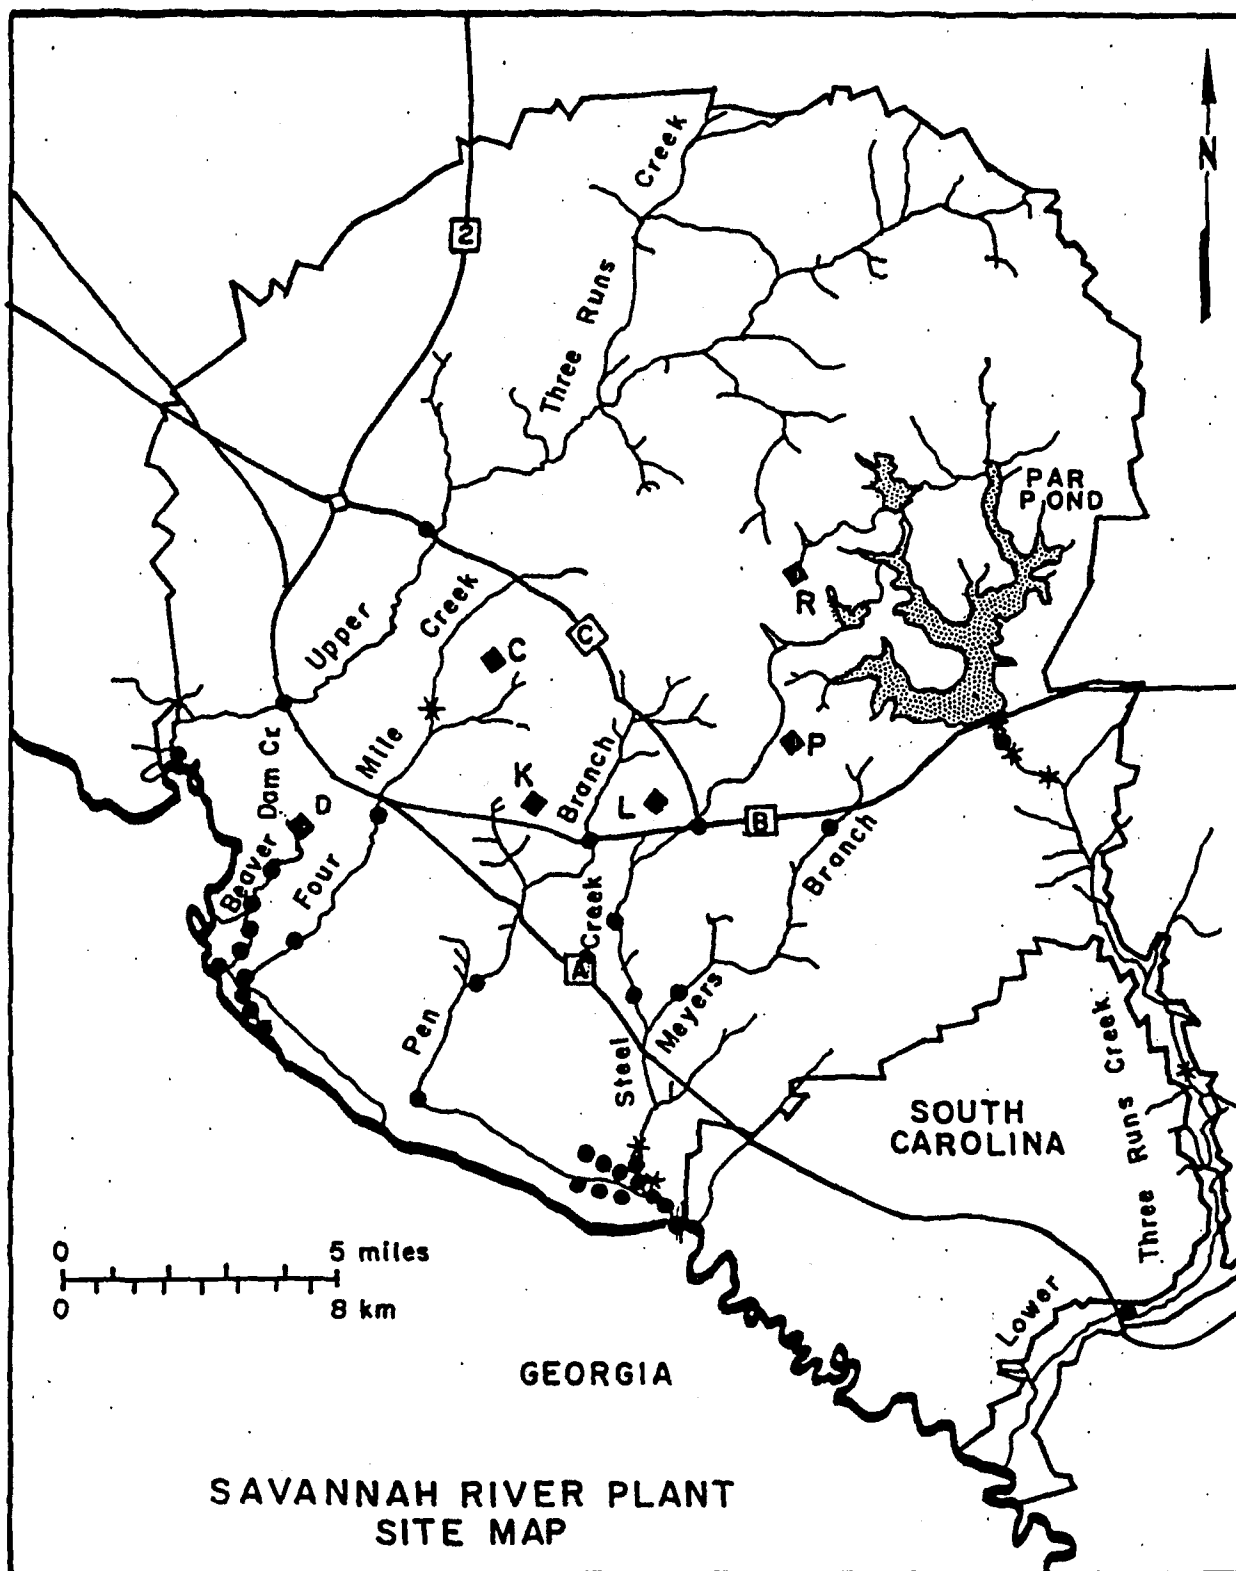 N
Creek
2
Three Runs
PAR
POND
Upper
Creek
R
C
C
Mile
P
Beaver Dam Cr
D
K
Branch
L
B
Four
Branch
Creek
A
Pen
Meyers
Steel
Three Runs Creek
SOUTH
CAROLINA
0 5 miles
0 8 km
Lower
GEORGIA
SAVANNAH RIVER PLANT
SITE MAP